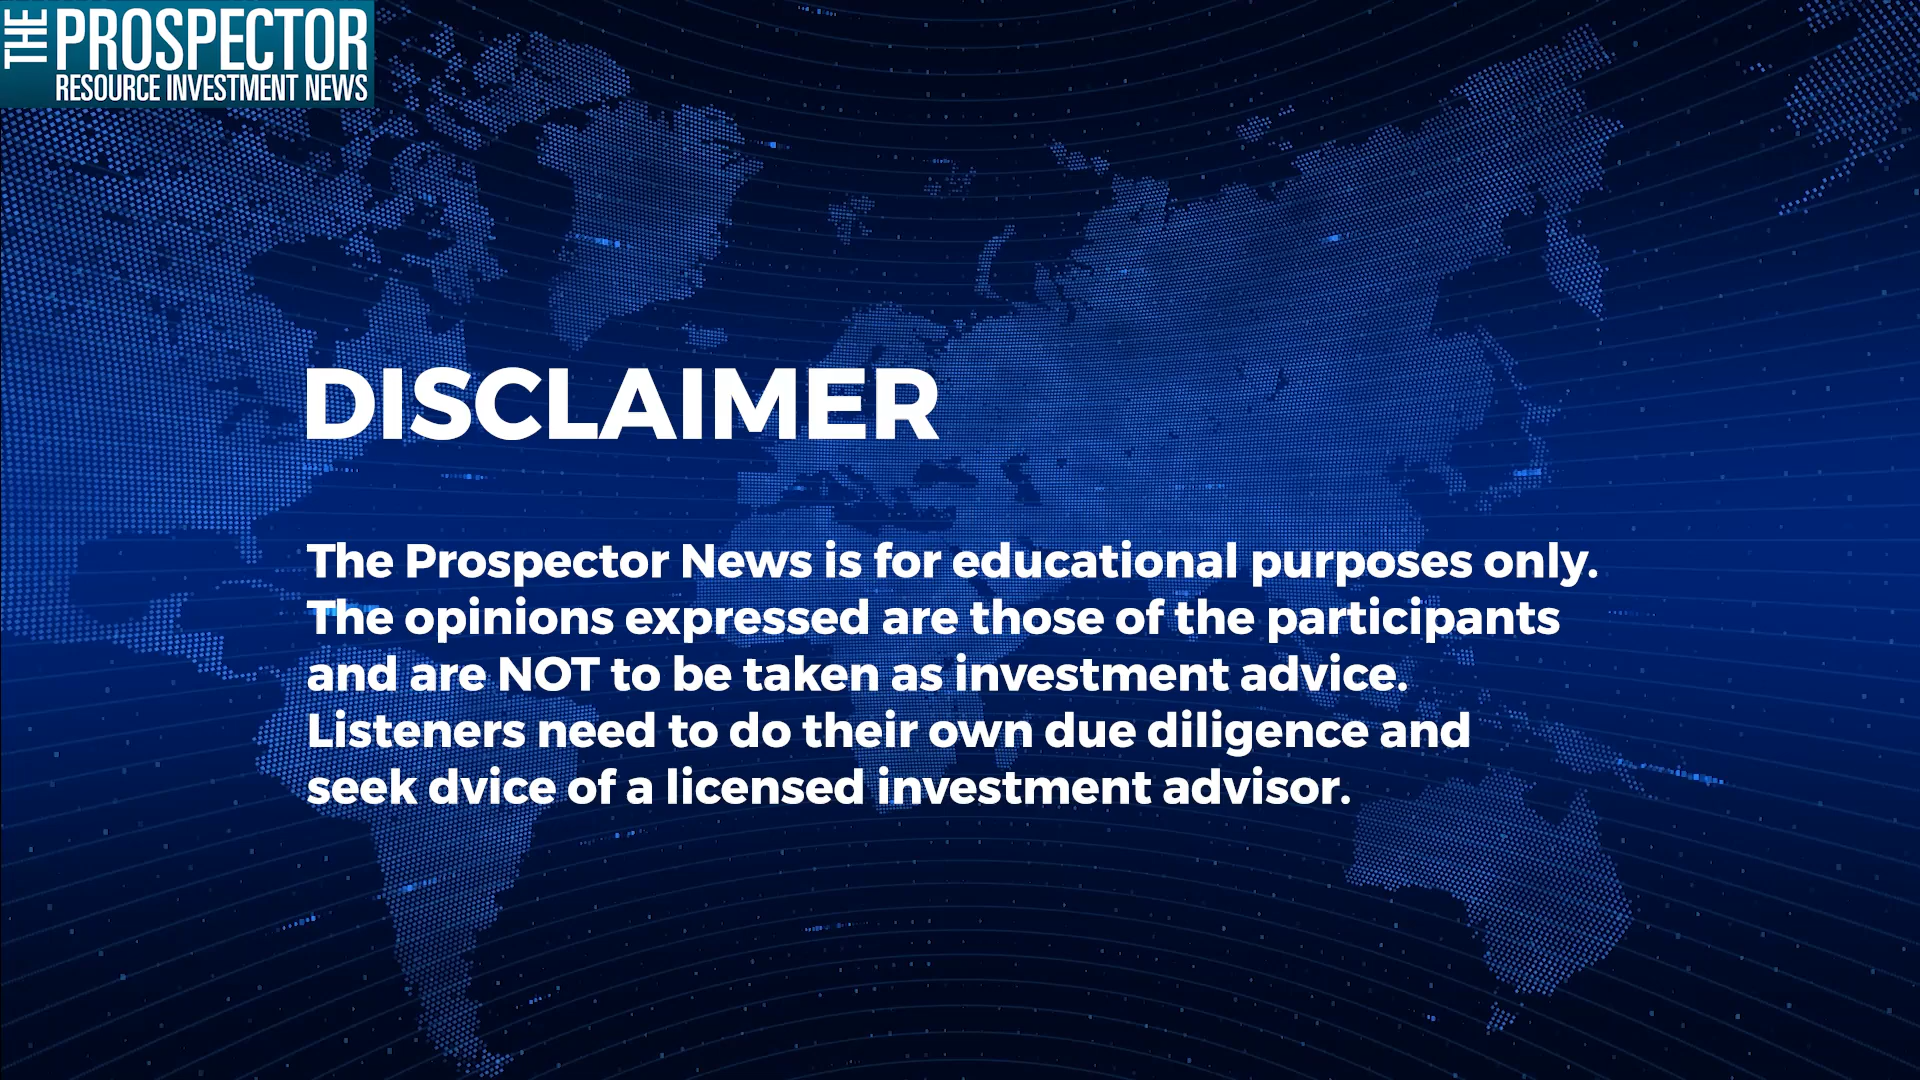 THE PROSPECTOR
RESOURCE INVESTMENT NEWS
DISCLAIMER
The Prospector News is for educational purposes only.
The opinions expressed are those of the participants
and are NOT to be taken as investment advice.
Listeners need to do their own due diligence and
seek dvice of a licensed investment advisor.